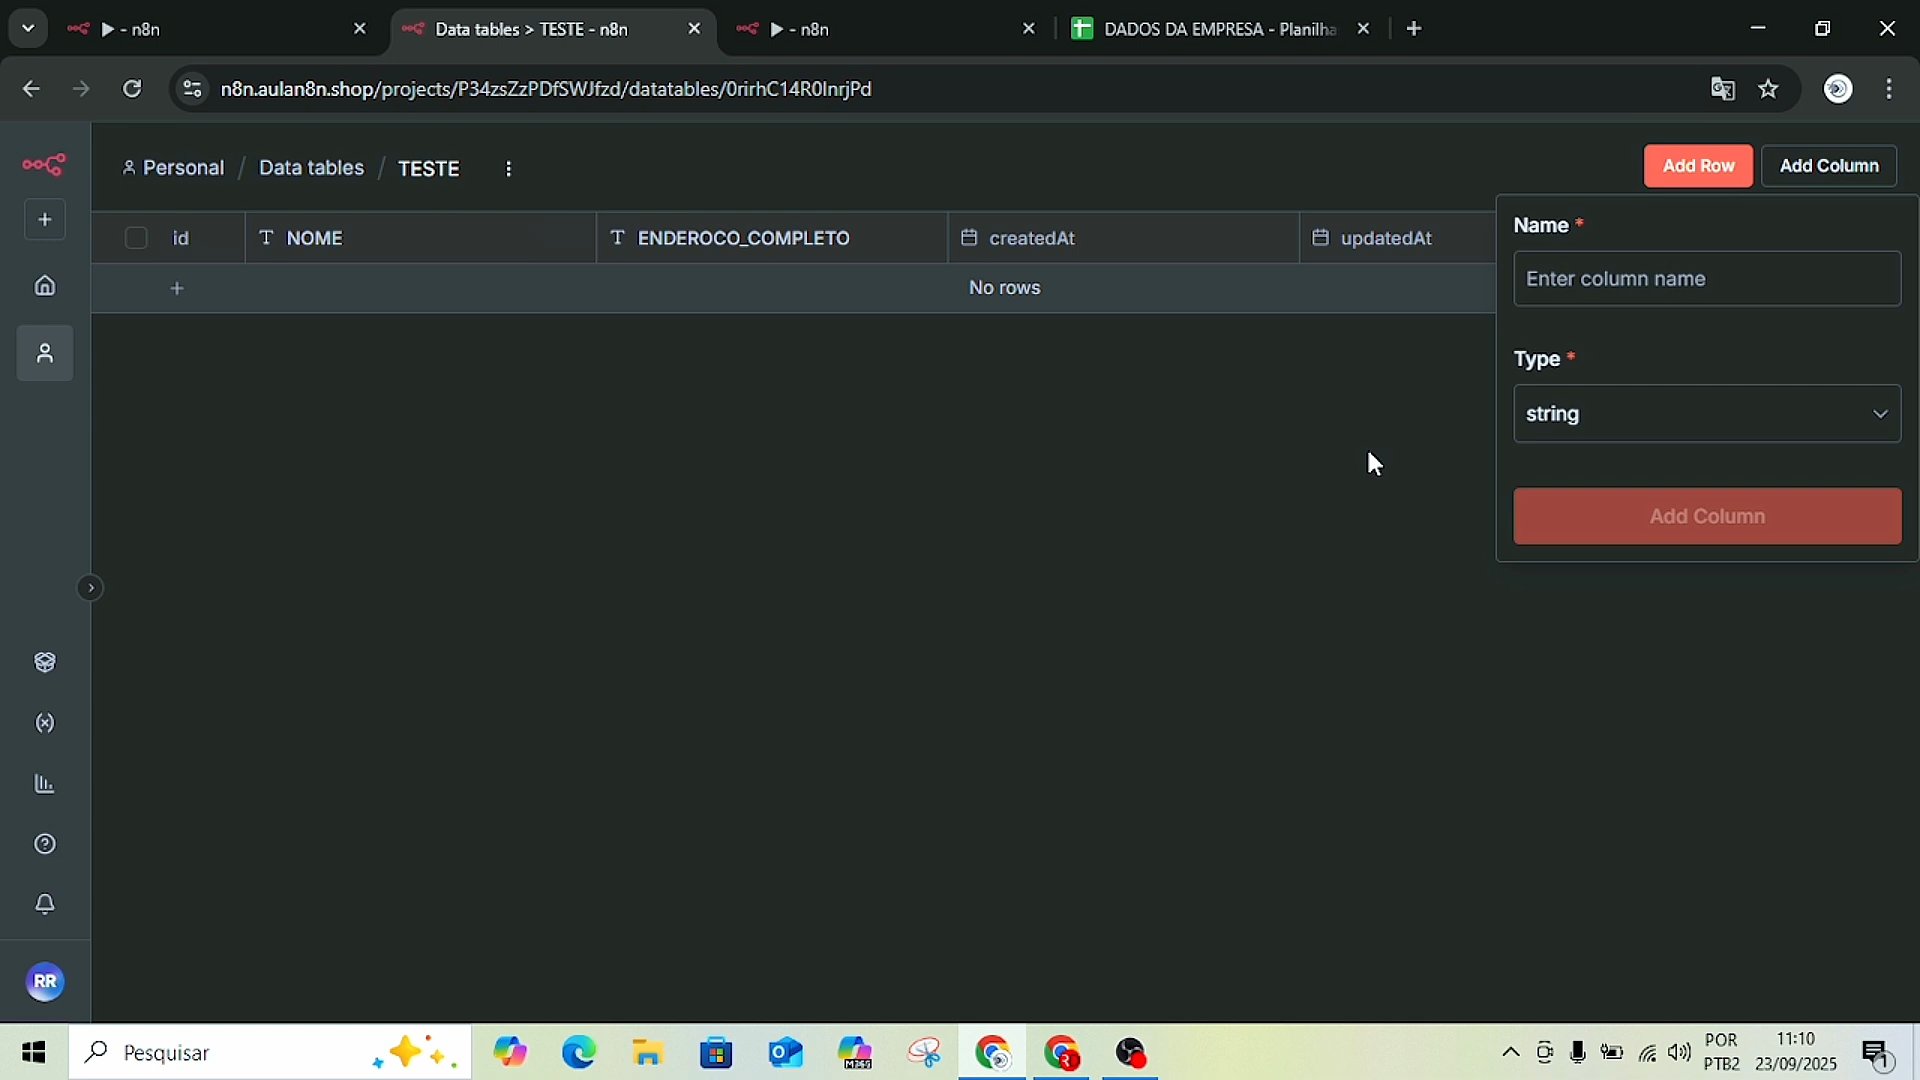 - n8n
Data tables > TESTE - n8n
- n8n
DADOS DA EMPRESA - Planilha
n8n.aulan8n.shop/projects/P34zsZzPDfSWJfzd/datatables/0rirhC14R0InrjPd
Personal / Data tables / TESTE
Add Row
Add Column
id
NOME
ENDEROCO_COMPLETO
createdAt
updatedAt
No rows
Name *
Enter column name
Type *
string
Add Column
RR
Pesquisar
M365
POR
PTB2
11:10
23/09/2025
1